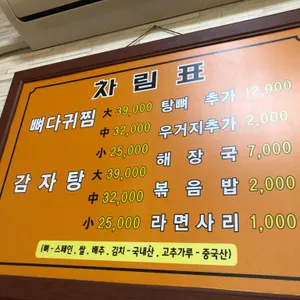 차림표
뼈다귀찜 大 39,000
中 32,000
小 25,000
감자탕 大 39,000
中 32,000
小 25,000
탕뼈 추가 12,000
우거지추가 2,000
해장국 7,000
볶음밥 2,000
라면사리 1,000
(뼈-스페인, 쌀, 배추, 김치-국내산, 고추가루-중국산)